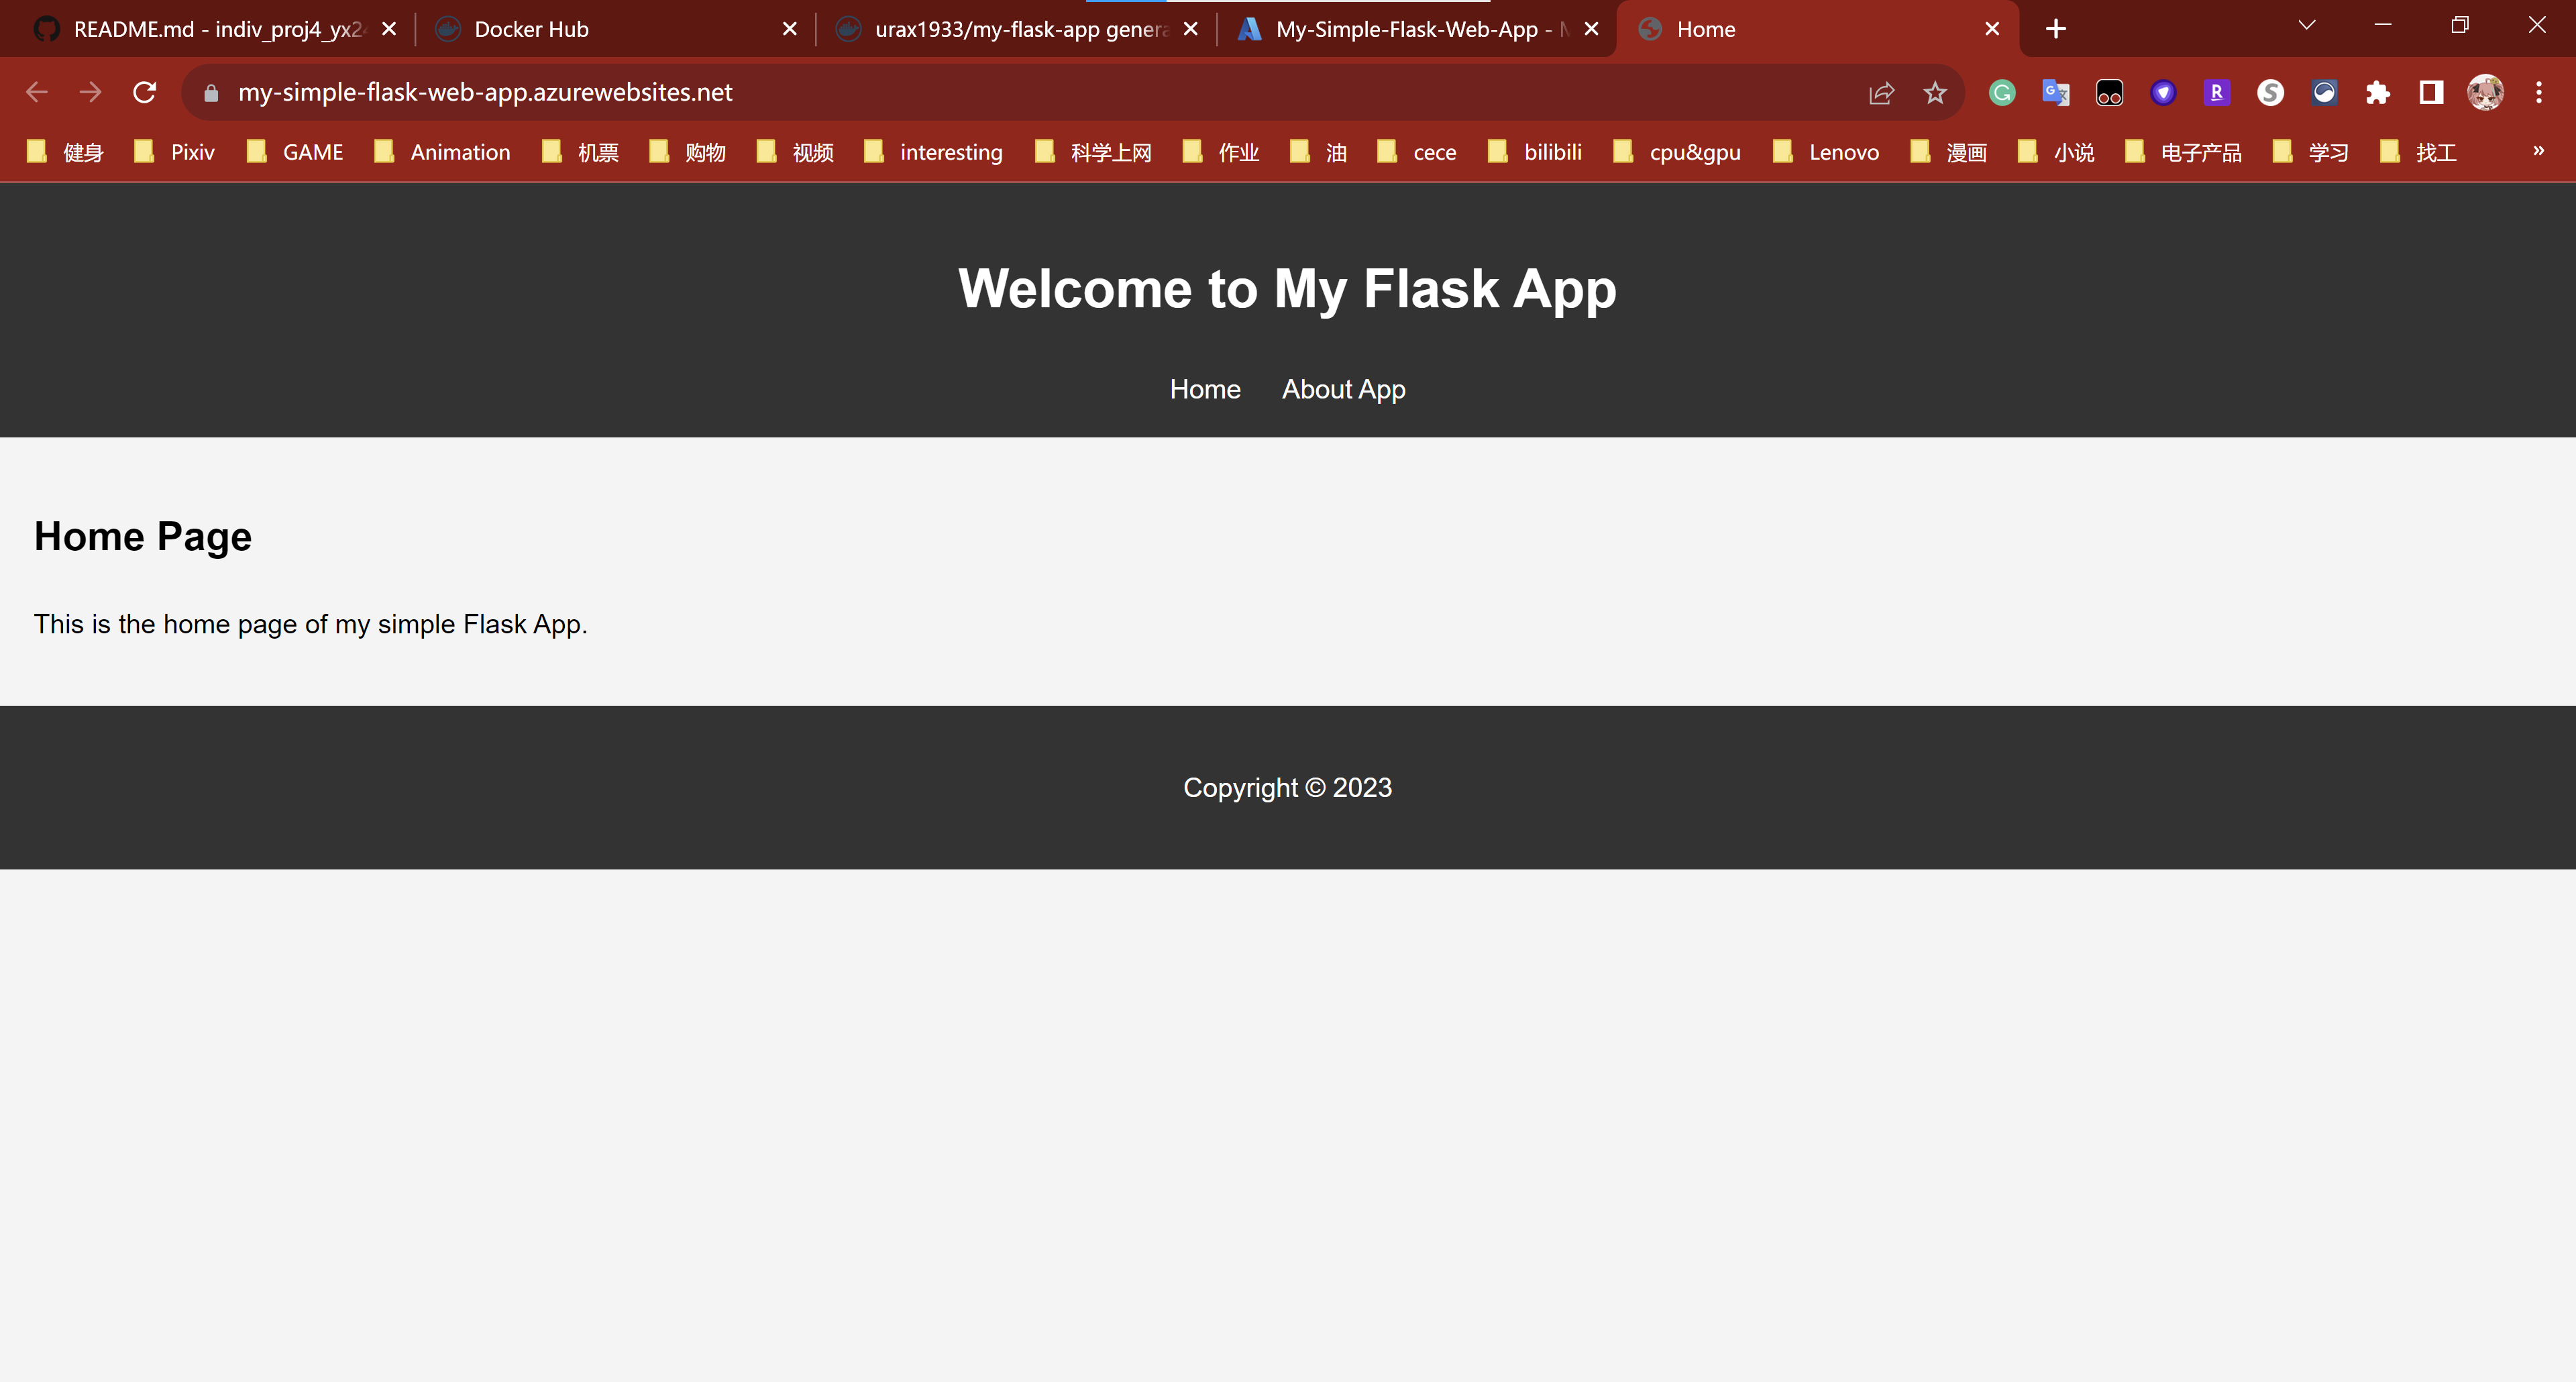 README.md - indiv_proj4_yx2
Docker Hub
urax1933/my-flask-app genera
My-Simple-Flask-Web-App -
Home
my-simple-flask-web-app.azurewebsites.net
健身 Pixiv GAME Animation 机票 购物 视频 interesting 科学上网 作业 油 cece bilibili cpu&gpu Lenovo 漫画 小说 电子产品 学习 找工 »
Welcome to My Flask App
Home About App
Home Page
This is the home page of my simple Flask App.
Copyright © 2023